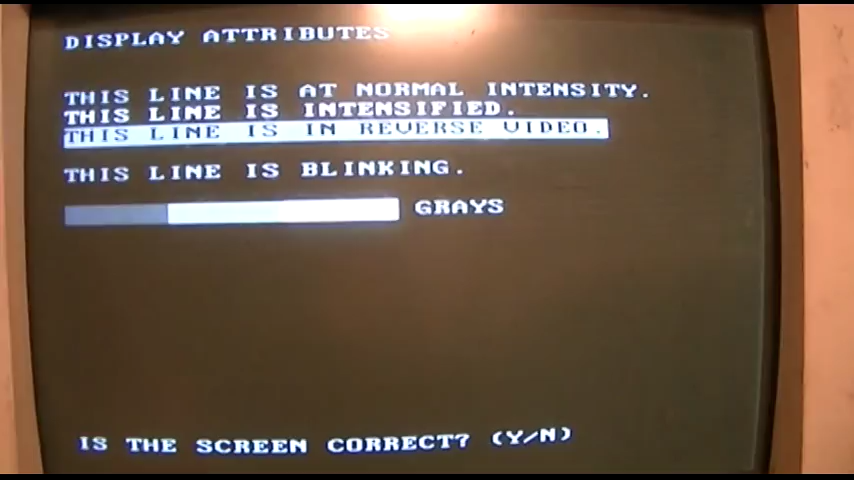 DISPLAY ATTRIBUTES
THIS LINE IS AT NORMAL INTENSITY.
THIS LINE IS INTENSIFIED.
THIS LINE IS IN REVERSE VIDEO.
THIS LINE IS BLINKING.
GRAYS
IS THE SCREEN CORRECT? (Y/N)